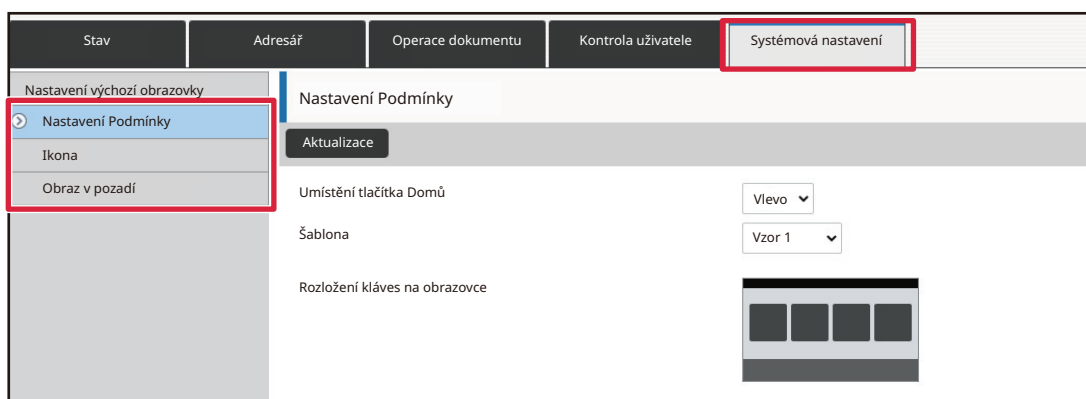 Stav
Adresář
Operace dokumentu
Kontrola uživatele
Systémová nastavení
Nastavení výchozí obrazovky
Nastavení Podmínky
Ikona
Obraz v pozadí
Nastavení Podmínky
Aktualizace
Umístění tlačítka Domů
Vlevo
Šablona
Vzor 1
Rozložení kláves na obrazovce